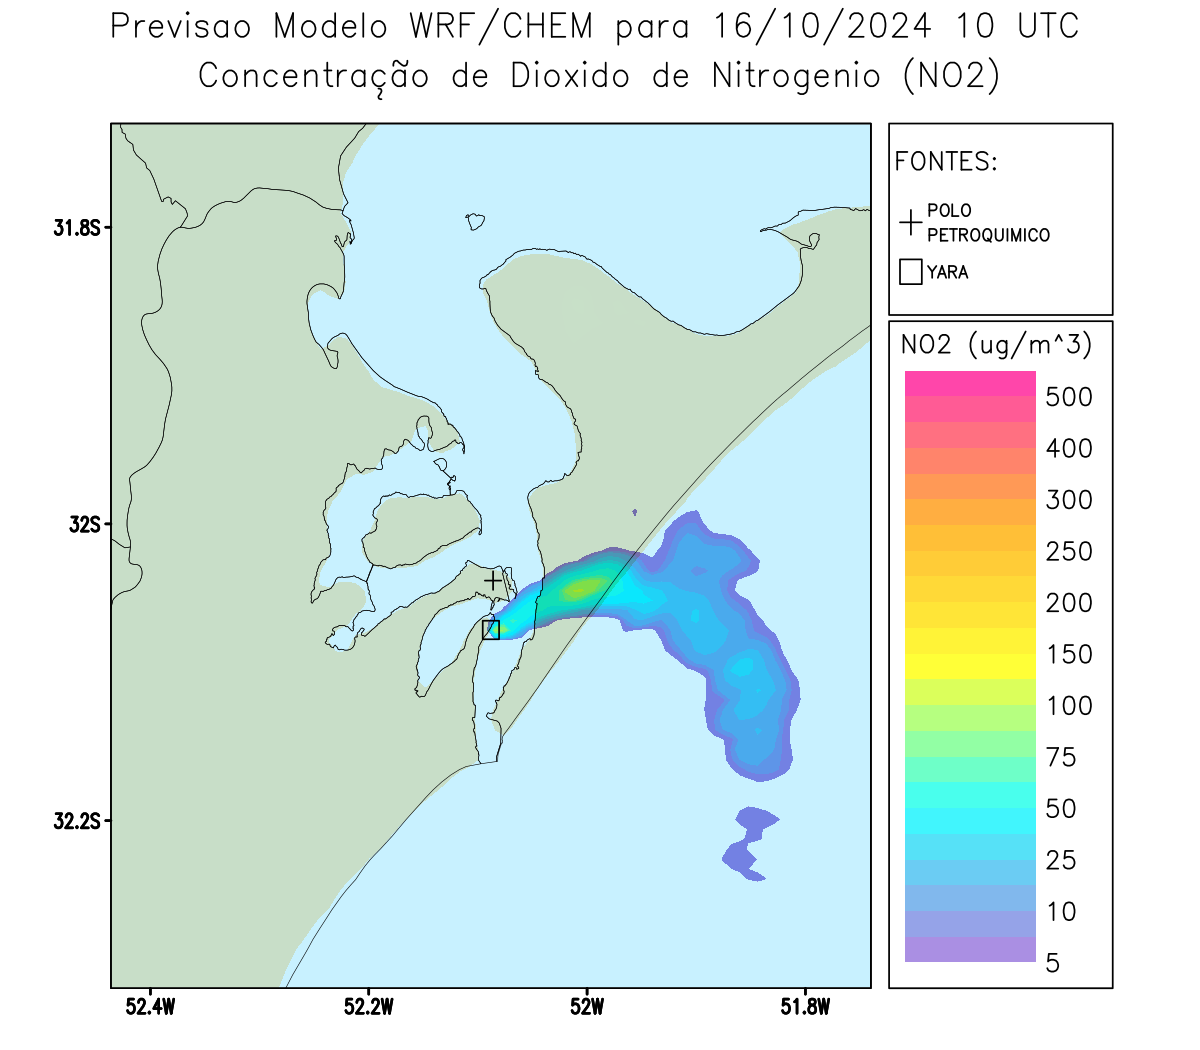 Previsao Modelo WRF/CHEM para 16/10/2024 10 UTC
Concentração de Dioxido de Nitrogenio (NO2)
FONTES:
POLO
PETROQUIMICO
YARA
31.8S
32S
32.2S
52.4W
52.2W
52W
51.8W
NO2 (ug/m^3)
500
400
300
250
200
150
100
75
50
25
10
5